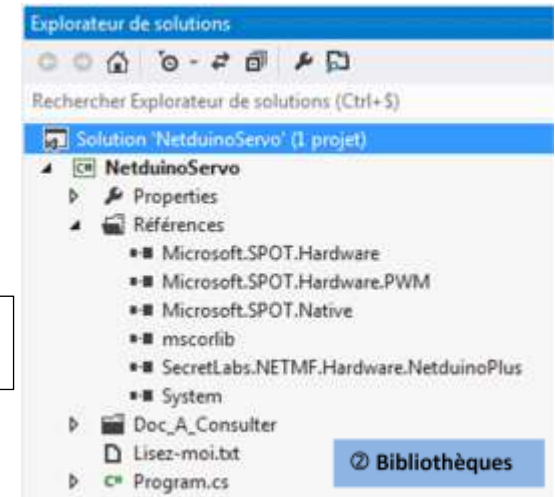 Explorateur de solutions
Rechercher Explorateur de solutions (Ctrl+$)
Solution 'NetduinoServo' (1 projet)
C# NetduinoServo
Properties
Références
Microsoft.SPOT.Hardware
Microsoft.SPOT.Hardware.PWM
Microsoft.SPOT.Native
mscorlib
SecretLabs.NETMF.Hardware.NetduinoPlus
System
Doc_A_Consulter
Lisez-moi.txt
② Bibliothèques
C# Program.cs